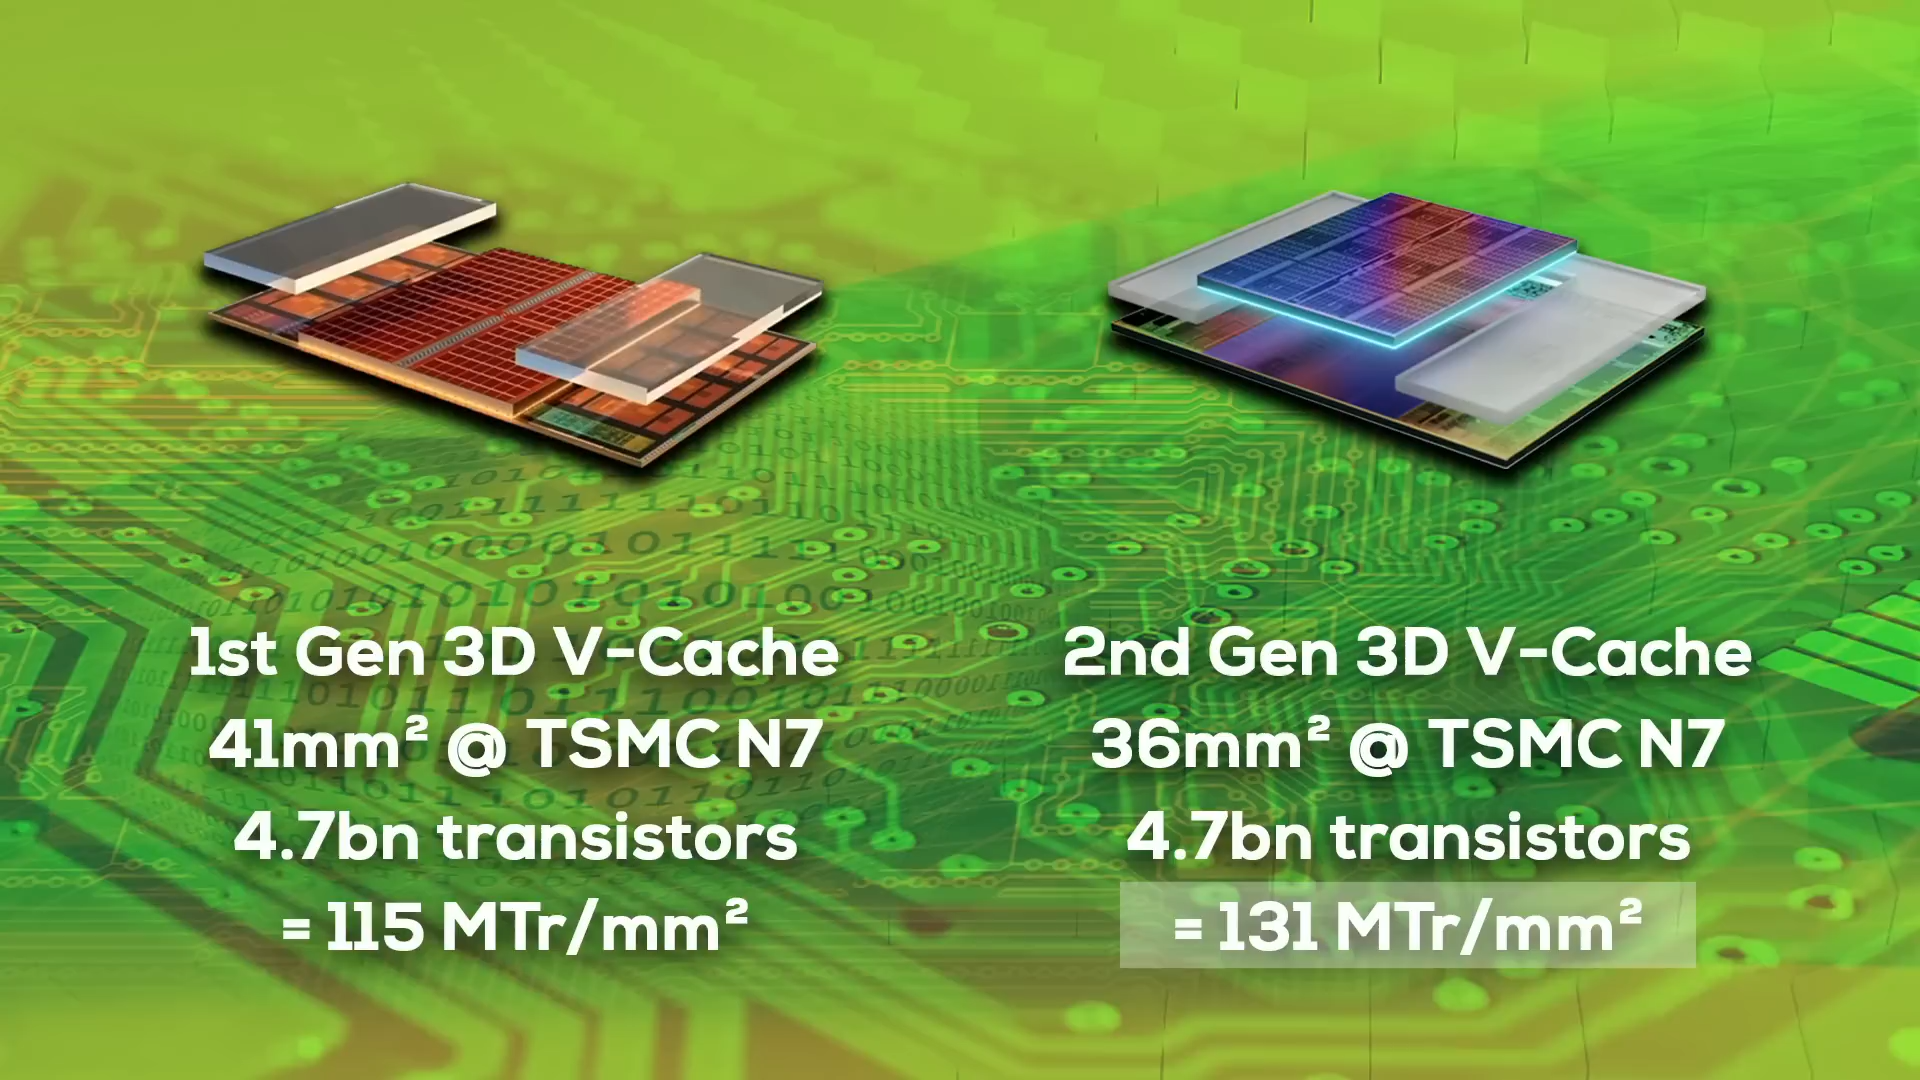 1st Gen 3D V-Cache
41mm² @ TSMC N7
4.7bn transistors
= 115 MTr/mm²
2nd Gen 3D V-Cache
36mm² @ TSMC N7
4.7bn transistors
= 131 MTr/mm²